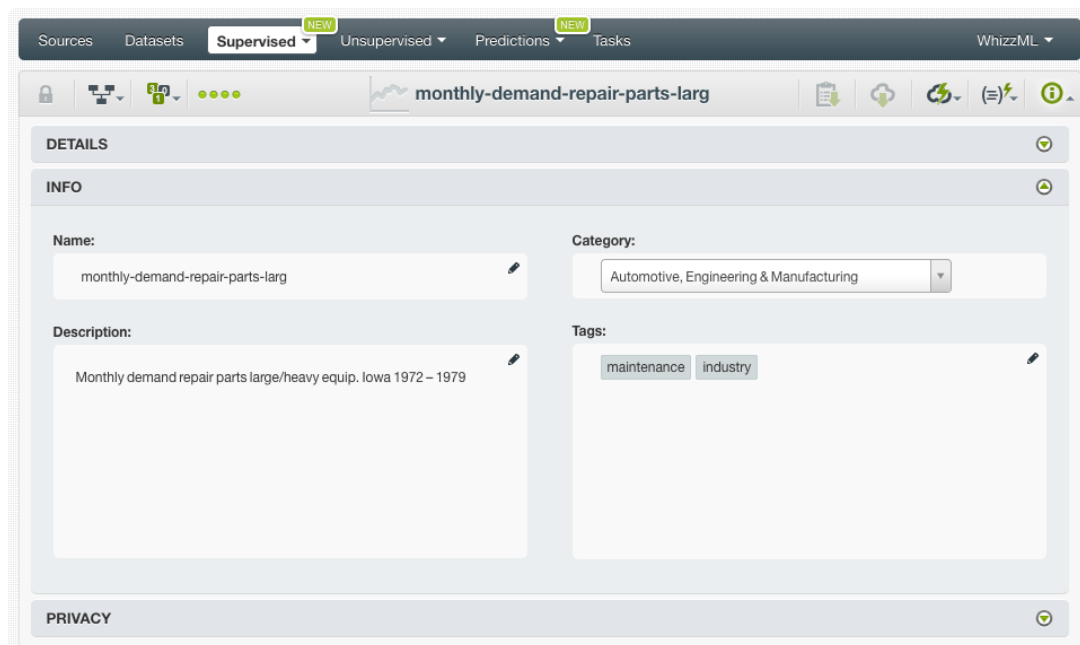 NEW NEW
Sources Datasets Supervised Unsupervised Predictions Tasks WhizzML
monthly-demand-repair-parts-larg
DETAILS
INFO
Name: Category:
monthly-demand-repair-parts-larg Automotive, Engineering & Manufacturing
Description: Tags:
Monthly demand repair parts large/heavy equip. Iowa 1972 – 1979 maintenance industry
PRIVACY